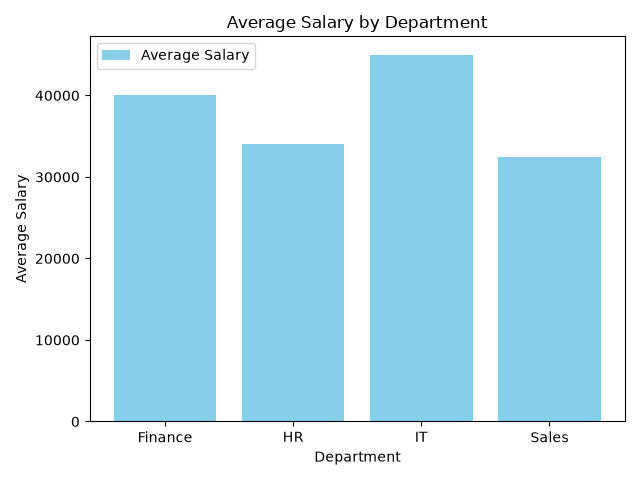 Average Salary by Department
Average Salary
Average Salary
40000
30000
20000
10000
0
Finance HR IT Sales
Department